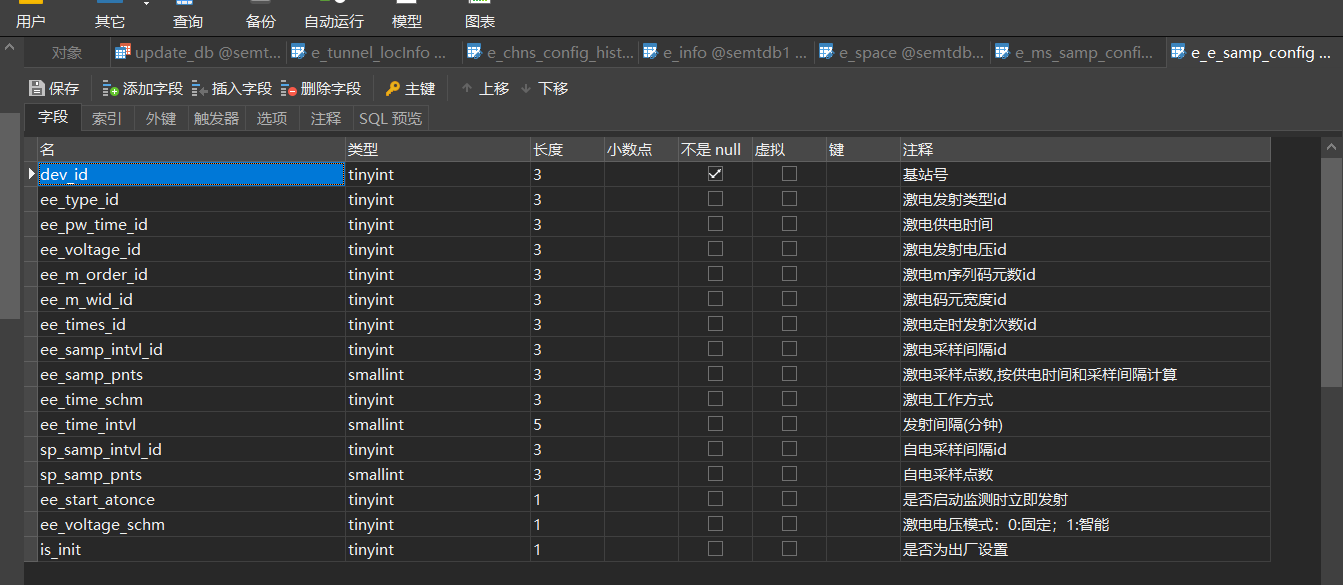 用户 其它 查询 备份 自动运行 模型 图表
对象 update_db @semt... e_tunnel_locInfo ... e_chns_config_hist... e_info @semtdb1 ... e_space @semtdb... e_ms_samp_confi... e_e_samp_config ...
保存 添加字段 插入字段 删除字段 主键 ↑ 上移 ↓ 下移
字段 索引 外键 触发器 选项 注释 SQL 预览
名 类型 长度 小数点 不是 null 虚拟 键 注释
dev_id tinyint 3 基站号
ee_type_id tinyint 3 激电发射类型id
ee_pw_time_id tinyint 3 激电供电时间
ee_voltage_id tinyint 3 激电发射电压id
ee_m_order_id tinyint 3 激电m序列码元数id
ee_m_wid_id tinyint 3 激电码元宽度id
ee_times_id tinyint 3 激电定时发射次数id
ee_samp_intvl_id tinyint 3 激电采样间隔id
ee_samp_pnts smallint 3 激电采样点数,按供电时间和采样间隔计算
ee_time_schm tinyint 3 激电工作方式
ee_time_intvl smallint 5 发射间隔(分钟)
sp_samp_intvl_id tinyint 3 自电采样间隔id
sp_samp_pnts smallint 3 自电采样点数
ee_start_atonce tinyint 1 是否启动监测时立即发射
ee_voltage_schm tinyint 1 激电电压模式：0:固定；1:智能
is_init tinyint 1 是否为出厂设置